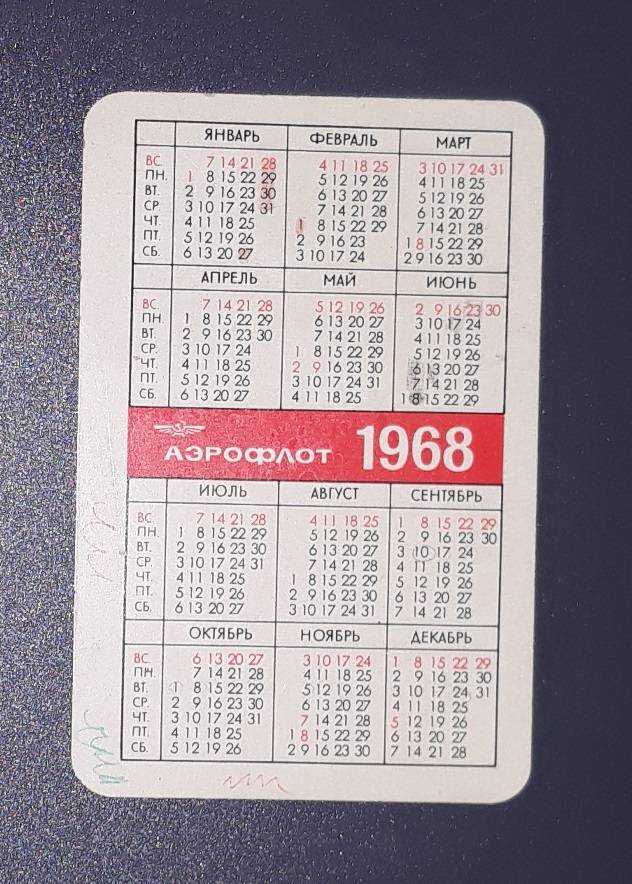 ЯНВАРЬ ФЕВРАЛЬ МАРТ
ВС. 7 14 21 28 4 11 18 25 3 10 17 24 31
ПН. 1 8 15 22 29 5 12 19 26 4 11 18 25
ВТ. 2 9 16 23 30 6 13 20 27 5 12 19 26
СР. 3 10 17 24 31 7 14 21 28 6 13 20 27
ЧТ. 4 11 18 25 1 8 15 22 29 7 14 21 28
ПТ. 5 12 19 26 2 9 16 23 1 8 15 22 29
СБ. 6 13 20 27 3 10 17 24 2 9 16 23 30
АПРЕЛЬ МАЙ ИЮНЬ
ВС. 7 14 21 28 5 12 19 26 2 9 16 23 30
ПН. 1 8 15 22 29 6 13 20 27 3 10 17 24
ВТ. 2 9 16 23 30 7 14 21 28 4 11 18 25
СР. 3 10 17 24 1 8 15 22 29 5 12 19 26
ЧТ. 4 11 18 25 2 9 16 23 30 6 13 20 27
ПТ. 5 12 19 26 3 10 17 24 31 7 14 21 28
СБ. 6 13 20 27 4 11 18 25 1 8 15 22 29
АЭРОФЛОТ 1968
ИЮЛЬ АВГУСТ СЕНТЯБРЬ
ВС. 7 14 21 28 4 11 18 25 1 8 15 22 29
ПН. 1 8 15 22 29 5 12 19 26 2 9 16 23 30
ВТ. 2 9 16 23 30 6 13 20 27 3 10 17 24
СР. 3 10 17 24 31 7 14 21 28 4 11 18 25
ЧТ. 4 11 18 25 1 8 15 22 29 5 12 19 26
ПТ. 5 12 19 26 2 9 16 23 30 6 13 20 27
СБ. 6 13 20 27 3 10 17 24 31 7 14 21 28
ОКТЯБРЬ НОЯБРЬ ДЕКАБРЬ
ВС. 6 13 20 27 3 10 17 24 1 8 15 22 29
ПН. 7 14 21 28 4 11 18 25 2 9 16 23 30
ВТ. 1 8 15 22 29 5 12 19 26 3 10 17 24 31
СР. 2 9 16 23 30 6 13 20 27 4 11 18 25
ЧТ. 3 10 17 24 31 7 14 21 28 5 12 19 26
ПТ. 4 11 18 25 1 8 15 22 29 6 13 20 27
СБ. 5 12 19 26 2 9 16 23 30 7 14 21 28